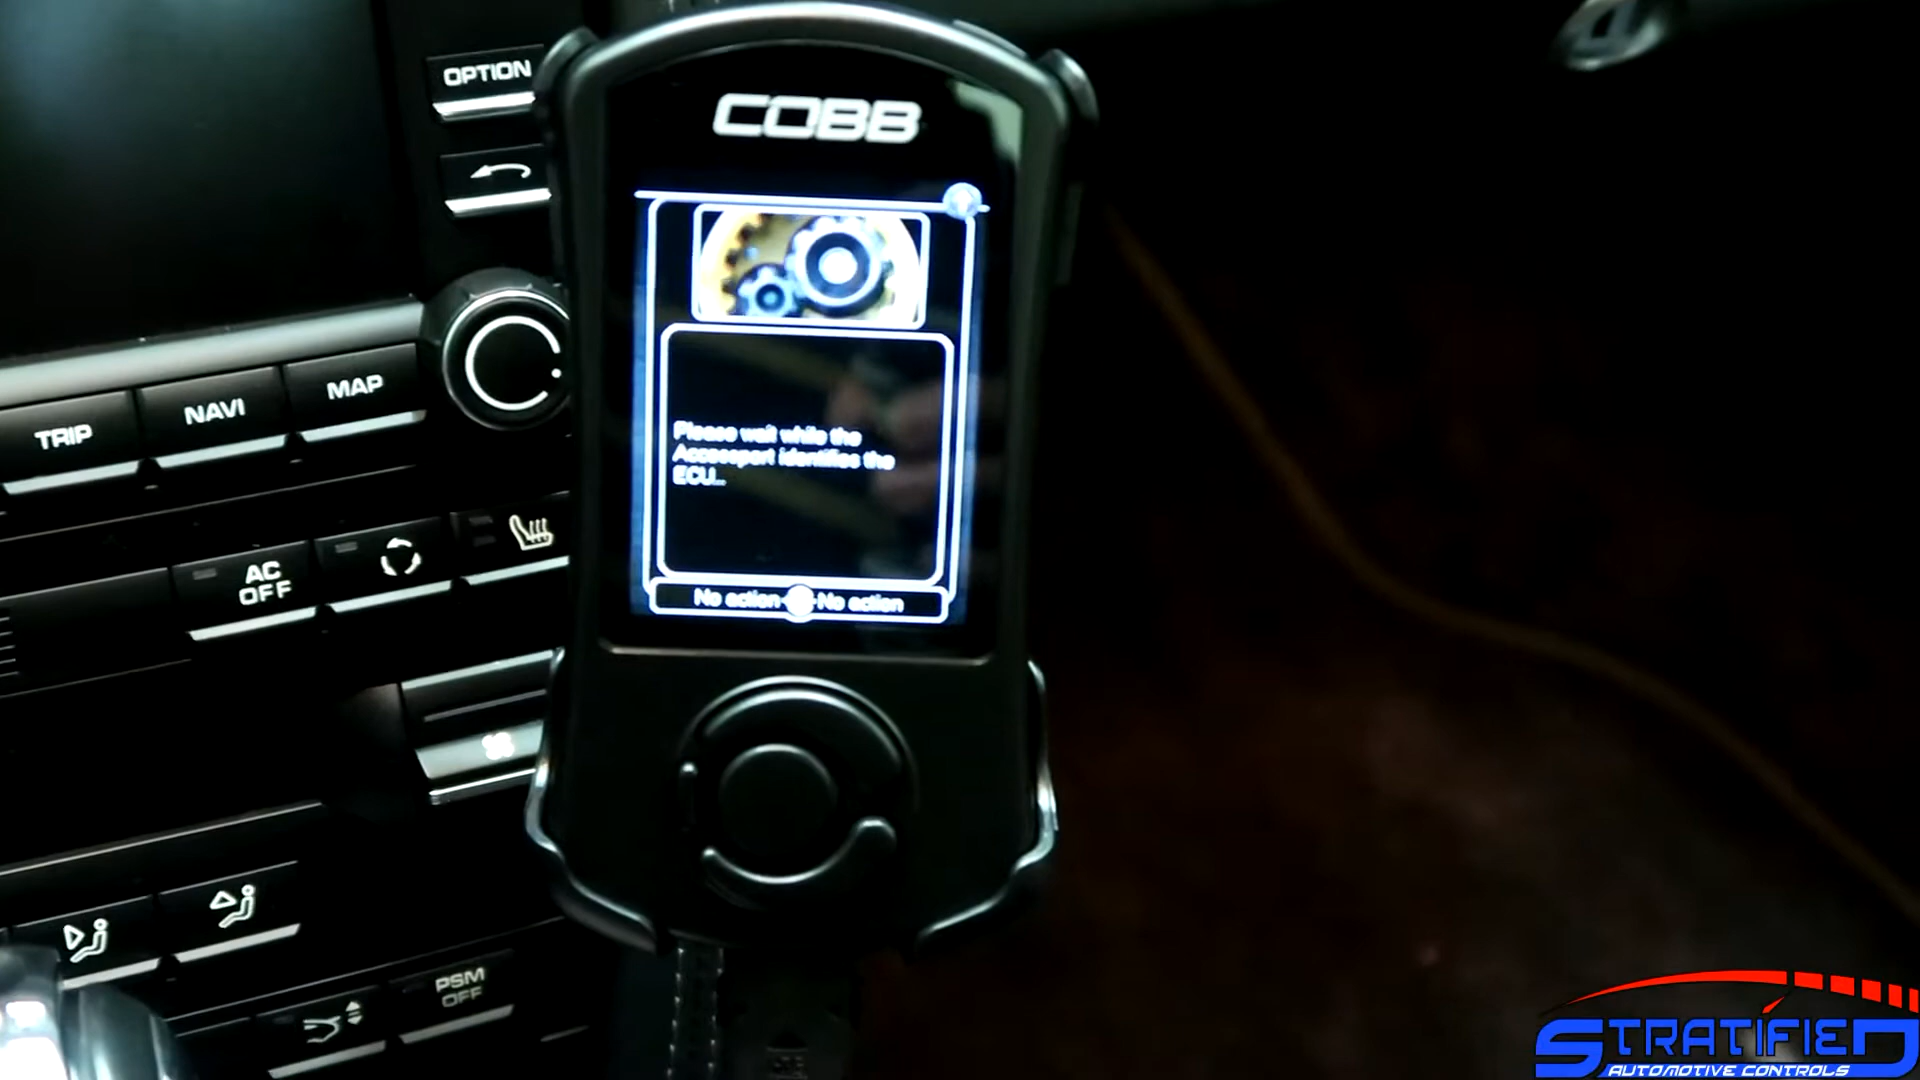 OPTION
COBB
MAP
NAVI
TRIP
Please wait while the
Accessport identifies the
ECU...
AC
OFF
No action
No action
PSM
OFF
STRATIFIED
AUTOMOTIVE CONTROLS